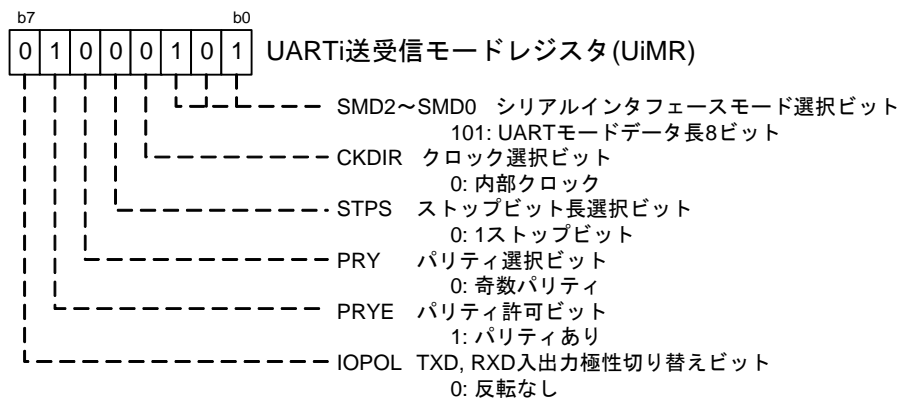 b7 b0
0 1 0 0 0 1 0 1 UARTi送受信モードレジスタ(UiMR)
SMD2～SMD0 シリアルインタフェースモード選択ビット
101: UARTモードデータ長8ビット
CKDIR クロック選択ビット
0: 内部クロック
STPS ストップビット長選択ビット
0: 1ストップビット
PRY パリティ選択ビット
0: 奇数パリティ
PRYE パリティ許可ビット
1: パリティあり
IOPOL TXD, RXD入出力極性切り替えビット
0: 反転なし